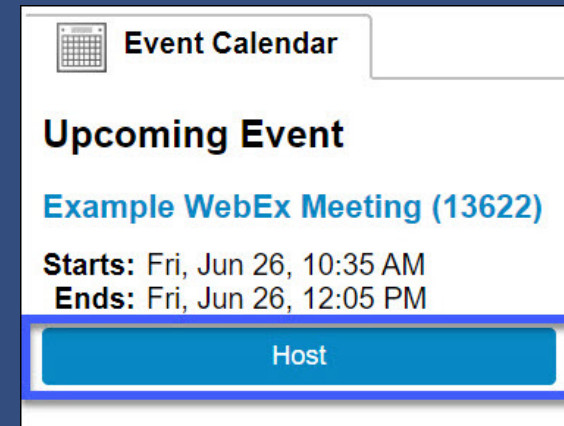 Event Calendar
Upcoming Event
Example WebEx Meeting (13622)
Starts: Fri, Jun 26, 10:35 AM
Ends: Fri, Jun 26, 12:05 PM
Host